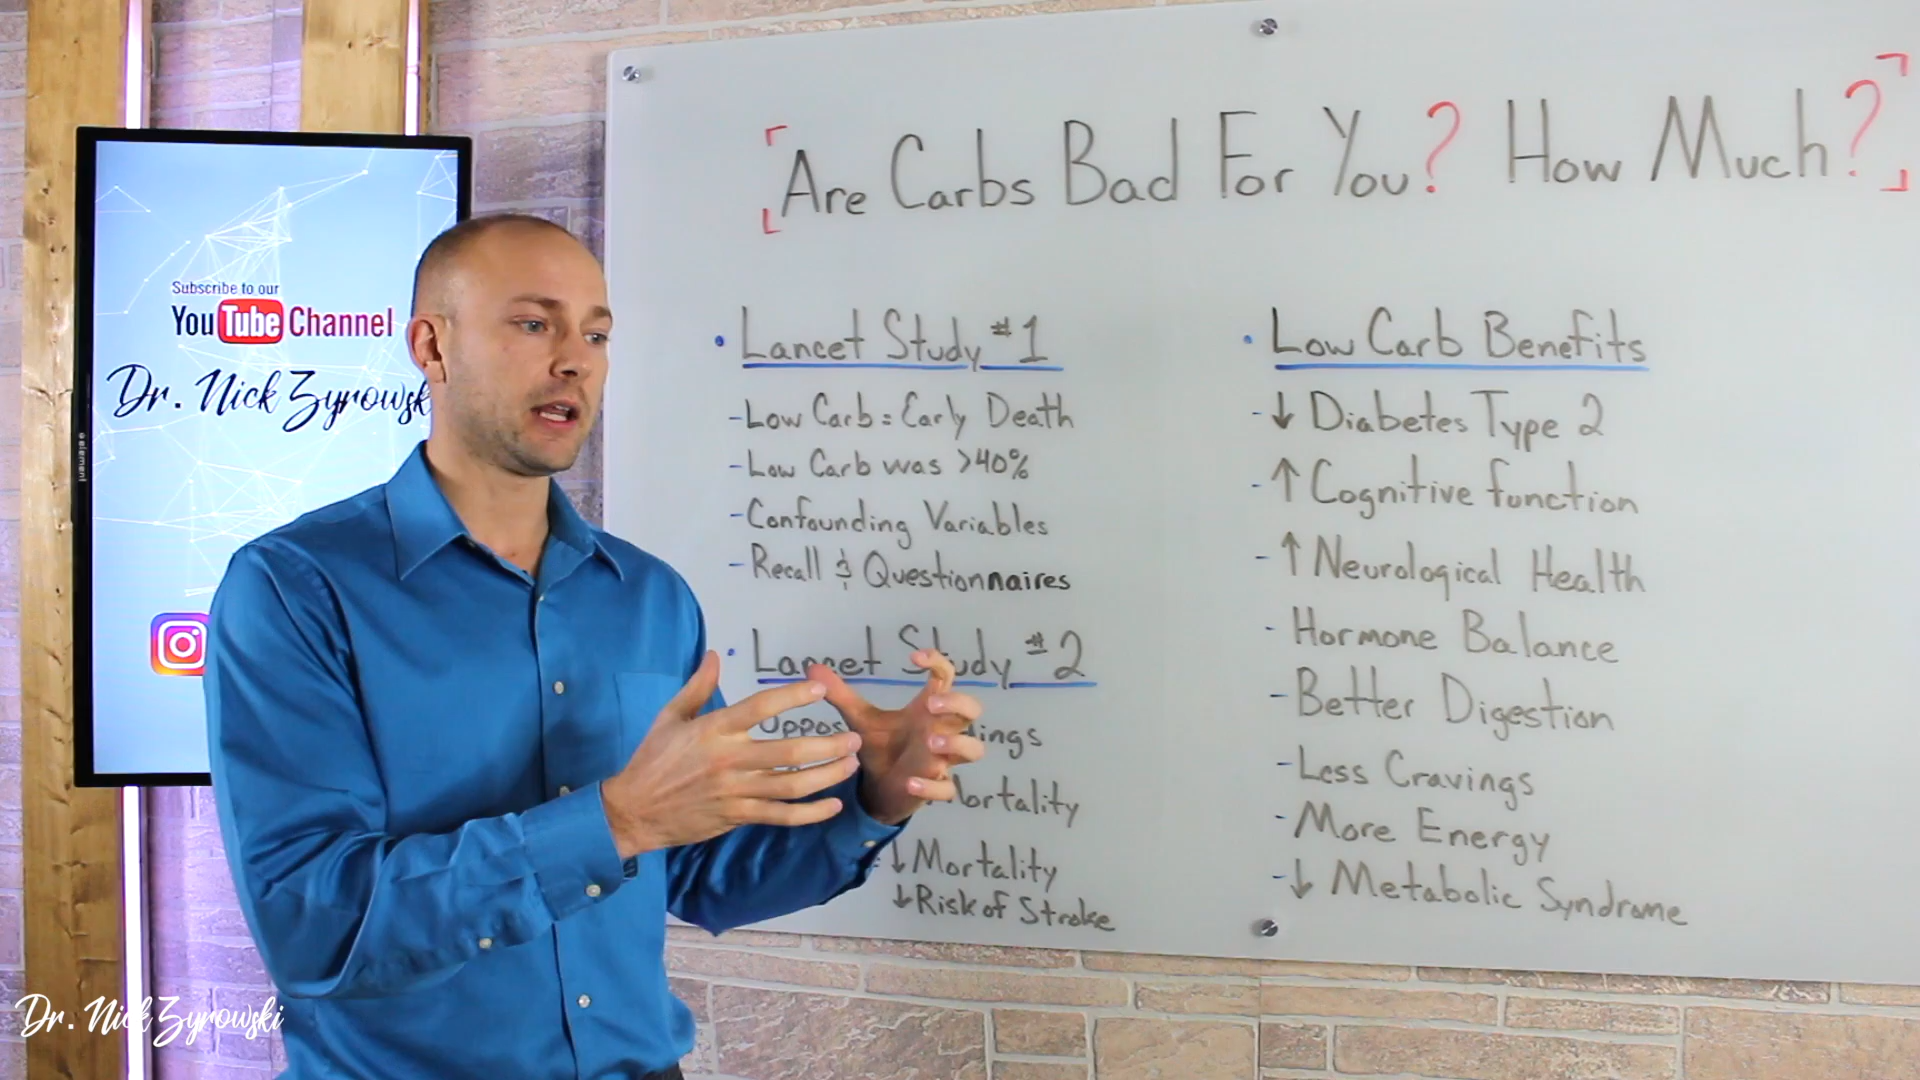 Are Carbs Bad For You? How Much?
• Lancet Study #1
-Low Carb = Early Death
-Low Carb was >40%
-Confounding Variables
-Recall & Questionnaires
• Lancet Study #2
Mortality
↓Mortality
↓Risk of Stroke
• Low Carb Benefits
-↓ Diabetes Type 2
-↑ Cognitive function
-↑ Neurological Health
- Hormone Balance
-Better Digestion
-Less Cravings
-More Energy
-↓ Metabolic Syndrome
Subscribe to our
YouTube Channel
Dr. Nick Zyrowski
element
Dr. Nick Zyrowski